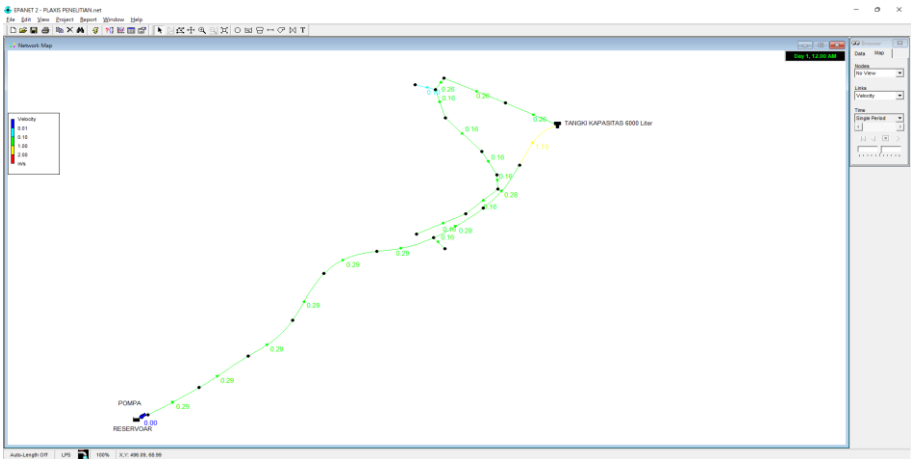 EPANET 2 - PLAXIS PENELITIAN.net
File Edit View Project Report Window Help
Network Map
Day 1, 12:00 AM
Browser
Data Map
Nodes
No View
Links
Velocity
Time
Single Period
Velocity
0.01
0.10
1.00
2.00
m/s
0.26
0.16
0.26
0.26
TANGKI KAPASITAS 6000 Liter
0.16
0.16
0.16
0.28
0.16
0.16
0.29
0.16
0.29
0.29
0.29
0.29
0.29
POMPA
0.28
0.00
RESERVOAR
Auto-Length Off LPS 100% X,Y: